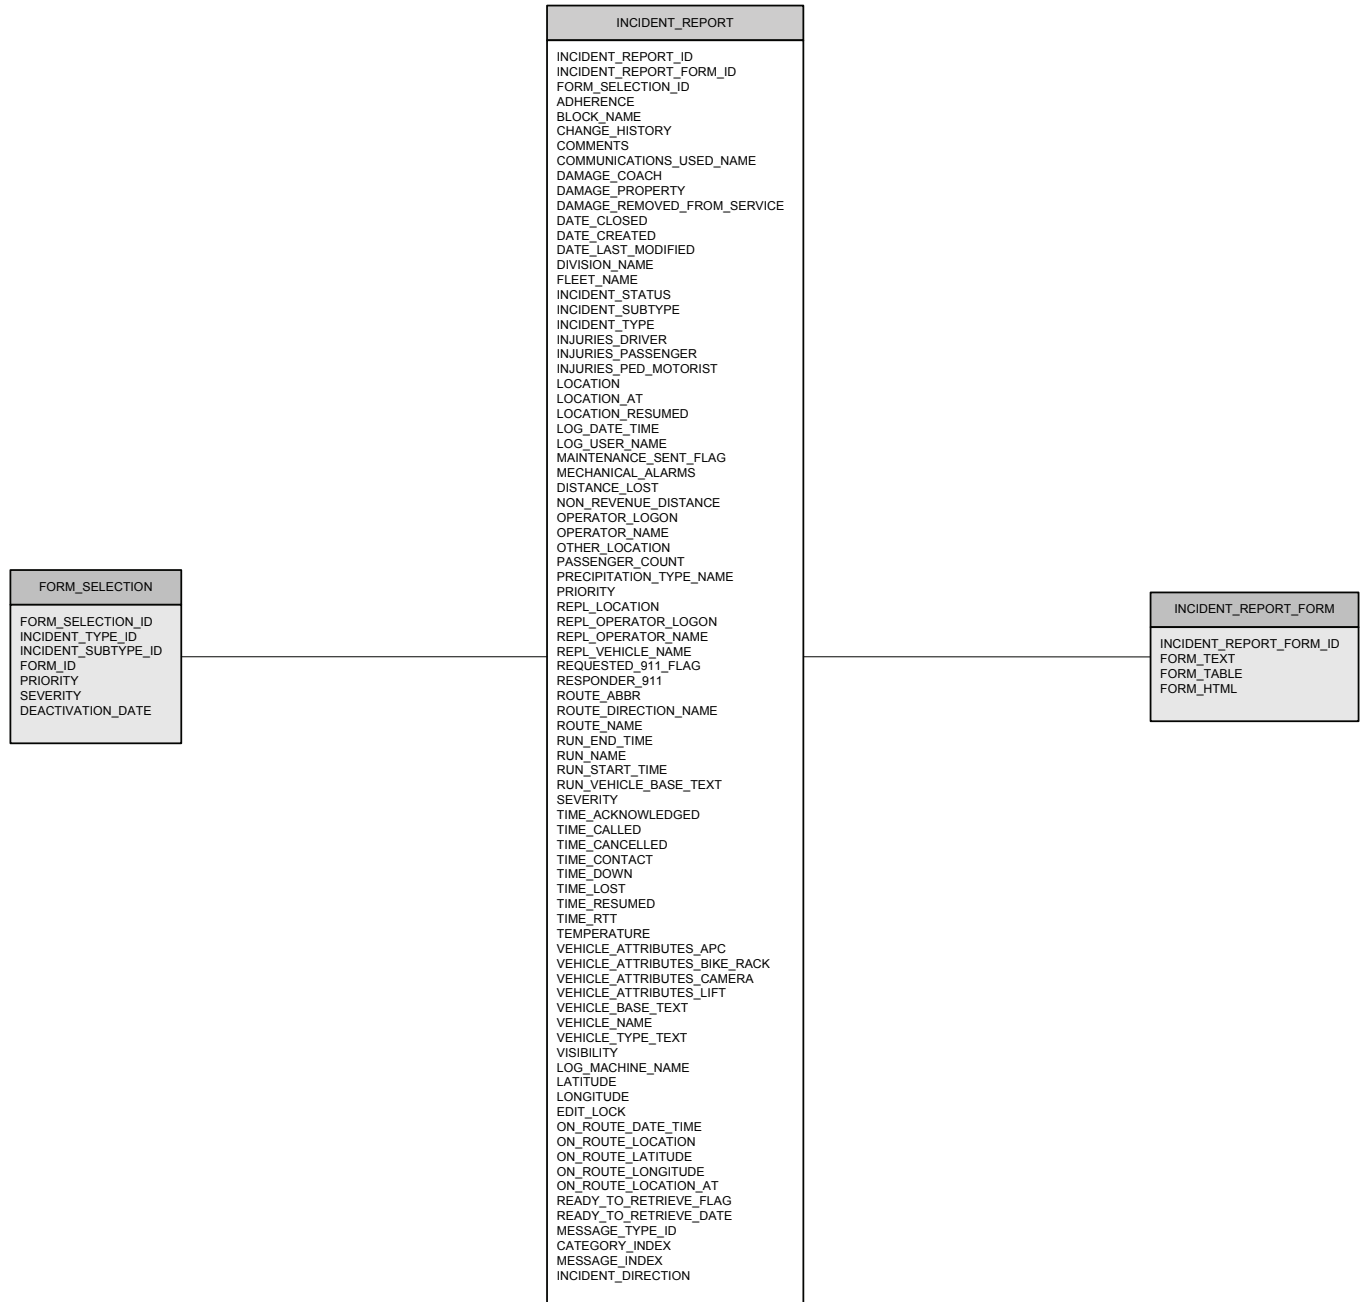 INCIDENT_REPORT
INCIDENT_REPORT_ID
INCIDENT_REPORT_FORM_ID
FORM_SELECTION_ID
ADHERENCE
BLOCK_NAME
CHANGE_HISTORY
COMMENTS
COMMUNICATIONS_USED_NAME
DAMAGE_COACH
DAMAGE_PROPERTY
DAMAGE_REMOVED_FROM_SERVICE
DATE_CLOSED
DATE_CREATED
DATE_LAST_MODIFIED
DIVISION_NAME
FLEET_NAME
INCIDENT_STATUS
INCIDENT_SUBTYPE
INCIDENT_TYPE
INJURIES_DRIVER
INJURIES_PASSENGER
INJURIES_PED_MOTORIST
LOCATION
LOCATION_AT
LOCATION_RESUMED
LOG_DATE_TIME
LOG_USER_NAME
MAINTENANCE_SENT_FLAG
MECHANICAL_ALARMS
DISTANCE_LOST
NON_REVENUE_DISTANCE
OPERATOR_LOGON
OPERATOR_NAME
OTHER_LOCATION
PASSENGER_COUNT
PRECIPITATION_TYPE_NAME
PRIORITY
REPL_LOCATION
REPL_OPERATOR_LOGON
REPL_OPERATOR_NAME
REPL_VEHICLE_NAME
REQUESTED_911_FLAG
RESPONDER_911
ROUTE_ABBR
ROUTE_DIRECTION_NAME
ROUTE_NAME
RUN_END_TIME
RUN_NAME
RUN_START_TIME
RUN_VEHICLE_BASE_TEXT
SEVERITY
TIME_ACKNOWLEDGED
TIME_CALLED
TIME_CANCELLED
TIME_CONTACT
TIME_DOWN
TIME_LOST
TIME_RESUMED
TIME_RTT
TEMPERATURE
VEHICLE_ATTRIBUTES_APC
VEHICLE_ATTRIBUTES_BIKE_RACK
VEHICLE_ATTRIBUTES_CAMERA
VEHICLE_ATTRIBUTES_LIFT
VEHICLE_BASE_TEXT
VEHICLE_NAME
VEHICLE_TYPE_TEXT
VISIBILITY
LOG_MACHINE_NAME
LATITUDE
LONGITUDE
EDIT_LOCK
ON_ROUTE_DATE_TIME
ON_ROUTE_LOCATION
ON_ROUTE_LATITUDE
ON_ROUTE_LONGITUDE
ON_ROUTE_LOCATION_AT
READY_TO_RETRIEVE_FLAG
READY_TO_RETRIEVE_DATE
MESSAGE_TYPE_ID
CATEGORY_INDEX
MESSAGE_INDEX
INCIDENT_DIRECTION
FORM_SELECTION
FORM_SELECTION_ID
INCIDENT_TYPE_ID
INCIDENT_SUBTYPE_ID
FORM_ID
PRIORITY
SEVERITY
DEACTIVATION_DATE
INCIDENT_REPORT_FORM
INCIDENT_REPORT_FORM_ID
FORM_TEXT
FORM_TABLE
FORM_HTML